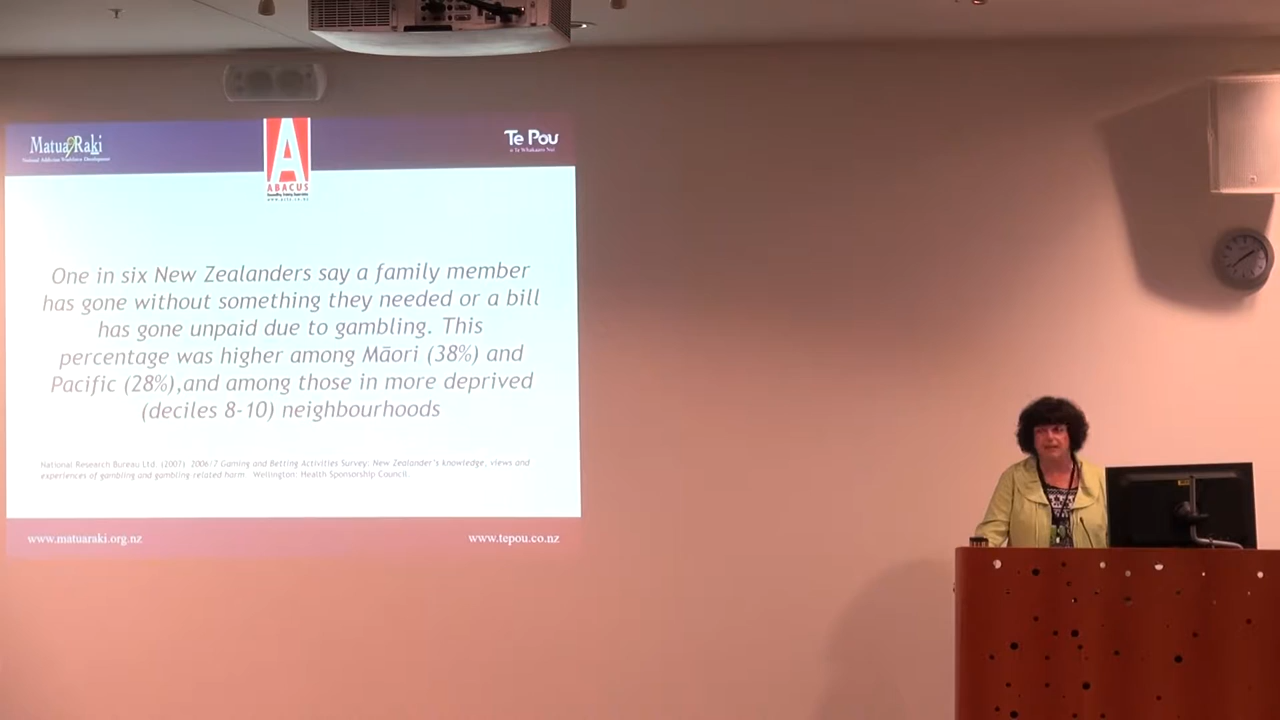 Matua Raki
National Addiction Workforce Development
A
ABACUS
Te Pou
One in six New Zealanders say a family member
has gone without something they needed or a bill
has gone unpaid due to gambling. This
percentage was higher among Māori (38%) and
Pacific (28%),and among those in more deprived
(deciles 8-10) neighbourhoods
National Research Bureau Ltd. (2007) 2006/7 Gaming and Betting Activities Survey: New Zealander's knowledge, views and
experiences of gambling and gambling-related harm. Wellington: Health Sponsorship Council.
www.matuaraki.org.nz
www.tepou.co.nz